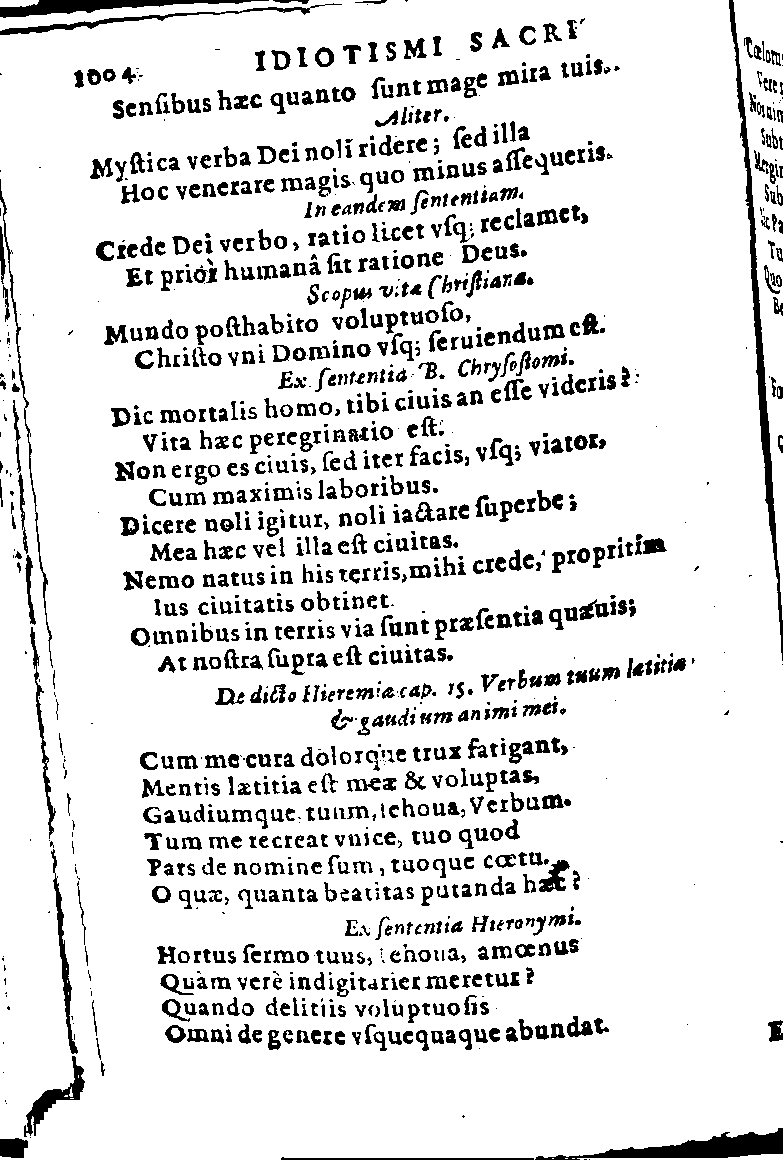 1004. IDIOTISMI SACRI
Senſibus hæc quanto ſunt mage mira tuis.
Aliter.
Myſtica verba Dei noli ridere; ſed illa
Hoc venerare magis quo minus aſſequeris.
In eandem ſententiam.
Crede Dei verbo, ratio licet vſq; reclamet,
Et prior humanâ ſit ratione Deus.
Scopus vitæ Chriſtianæ.
Mundo poſthabito voluptuoſo,
Chriſto vni Domino vſq; ſeruiendum eſt.
Ex ſententia B. Chryſoſtomi.
Dic mortalis homo, tibi ciuis an eſſe videris?
Vita hæc peregrinatio eſt.
Non ergo es ciuis, ſed iter facis, vſq; viator,
Cum maximis laboribus.
Dicere noli igitur, noli iactare ſuperbe;
Mea hæc vel illa eſt ciuitas.
Nemo natus in his terris, mihi crede, propritim
Ius ciuitatis obtinet.
Omnibus in terris via ſunt præſentia quæuis;
At noſtra ſupra eſt ciuitas.
De dicto Hieremiæ cap. 15. Verbum tuum lætitiæ
& gaudium animi mei.
Cum me cura dolorque trux fatigant,
Mentis lætitia eſt meæ & voluptas,
Gaudiumque tuum, Iehoua, Verbum.
Tum me recreat vnice, tuo quod
Pars de nomine ſum, tuoque cœtu.
O quæ, quanta beatitas putanda hæc?
Ex ſententia Hieronymi.
Hortus ſermo tuus, Iehoua, amœnus
Quàm verè indigitarier meretur?
Quando delitiis voluptuoſis
Omni de genere vſquequaque abundat.